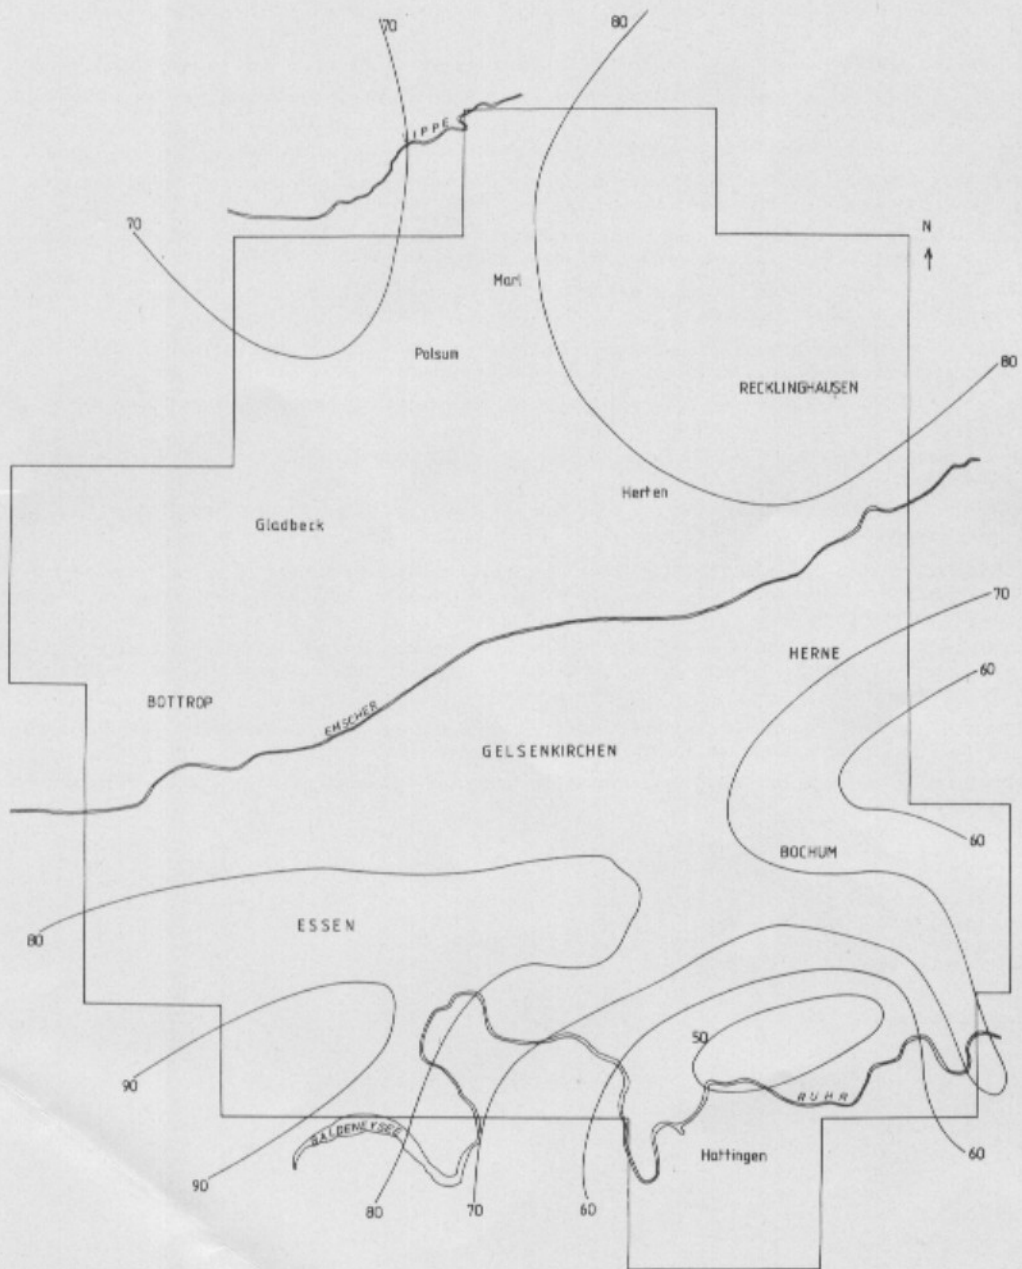 70
80
LIPPE
70
N
Marl
Polsum
80
RECKLINGHAUSEN
Herten
Gladbeck
70
HERNE
60
BOTTROP
EMSCHER
GELSENKIRCHEN
60
BOCHUM
ESSEN
80
50
90
RUHR
BALDENEYSEE
Hattingen
60
90
80
70
60